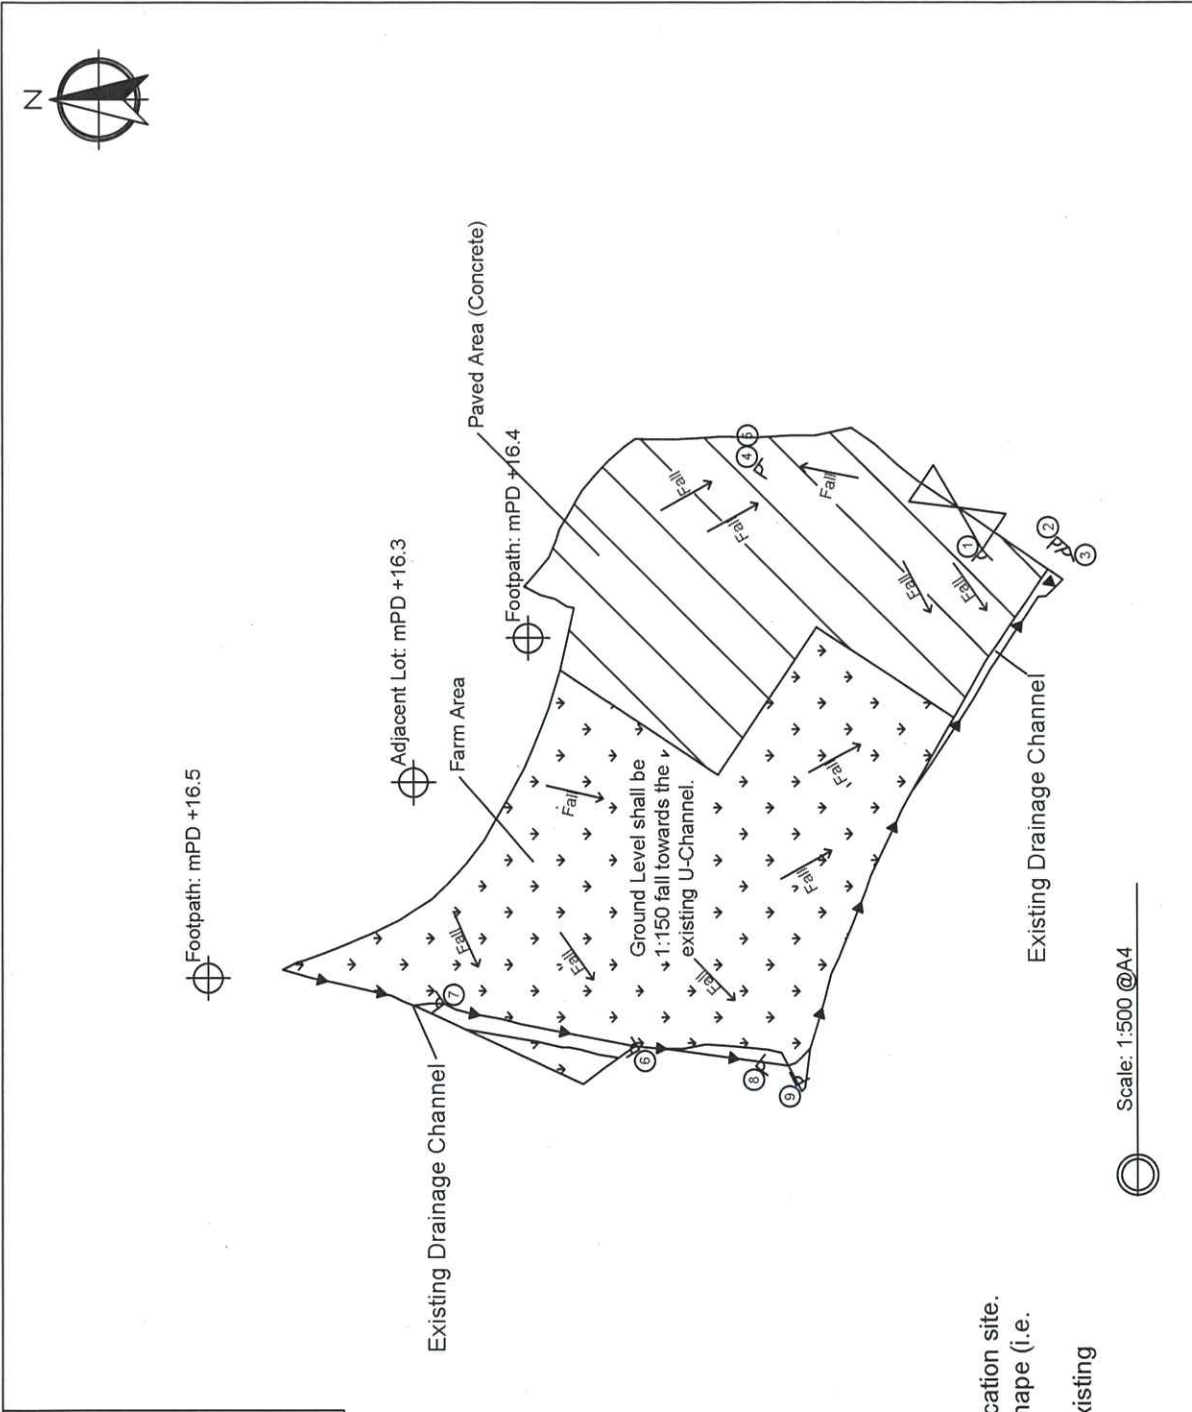 N
Footpath: mPD +16.5
Adjacent Lot: mPD +16.3
Footpath: mPD +16.4
Paved Area (Concrete)
Farm Area
Existing Drainage Channel
Ground Level shall be
1:150 fall towards the
existing U-Channel.
Fall
Fall
Fall
Fall
Fall
Fall
Fall
Fall
Fall
Fall
Fall
1
2
3
4
5
6
7
8
9
Existing Drainage Channel
Scale: 1:500 @A4
cation site.
hape (i.e.
xisting